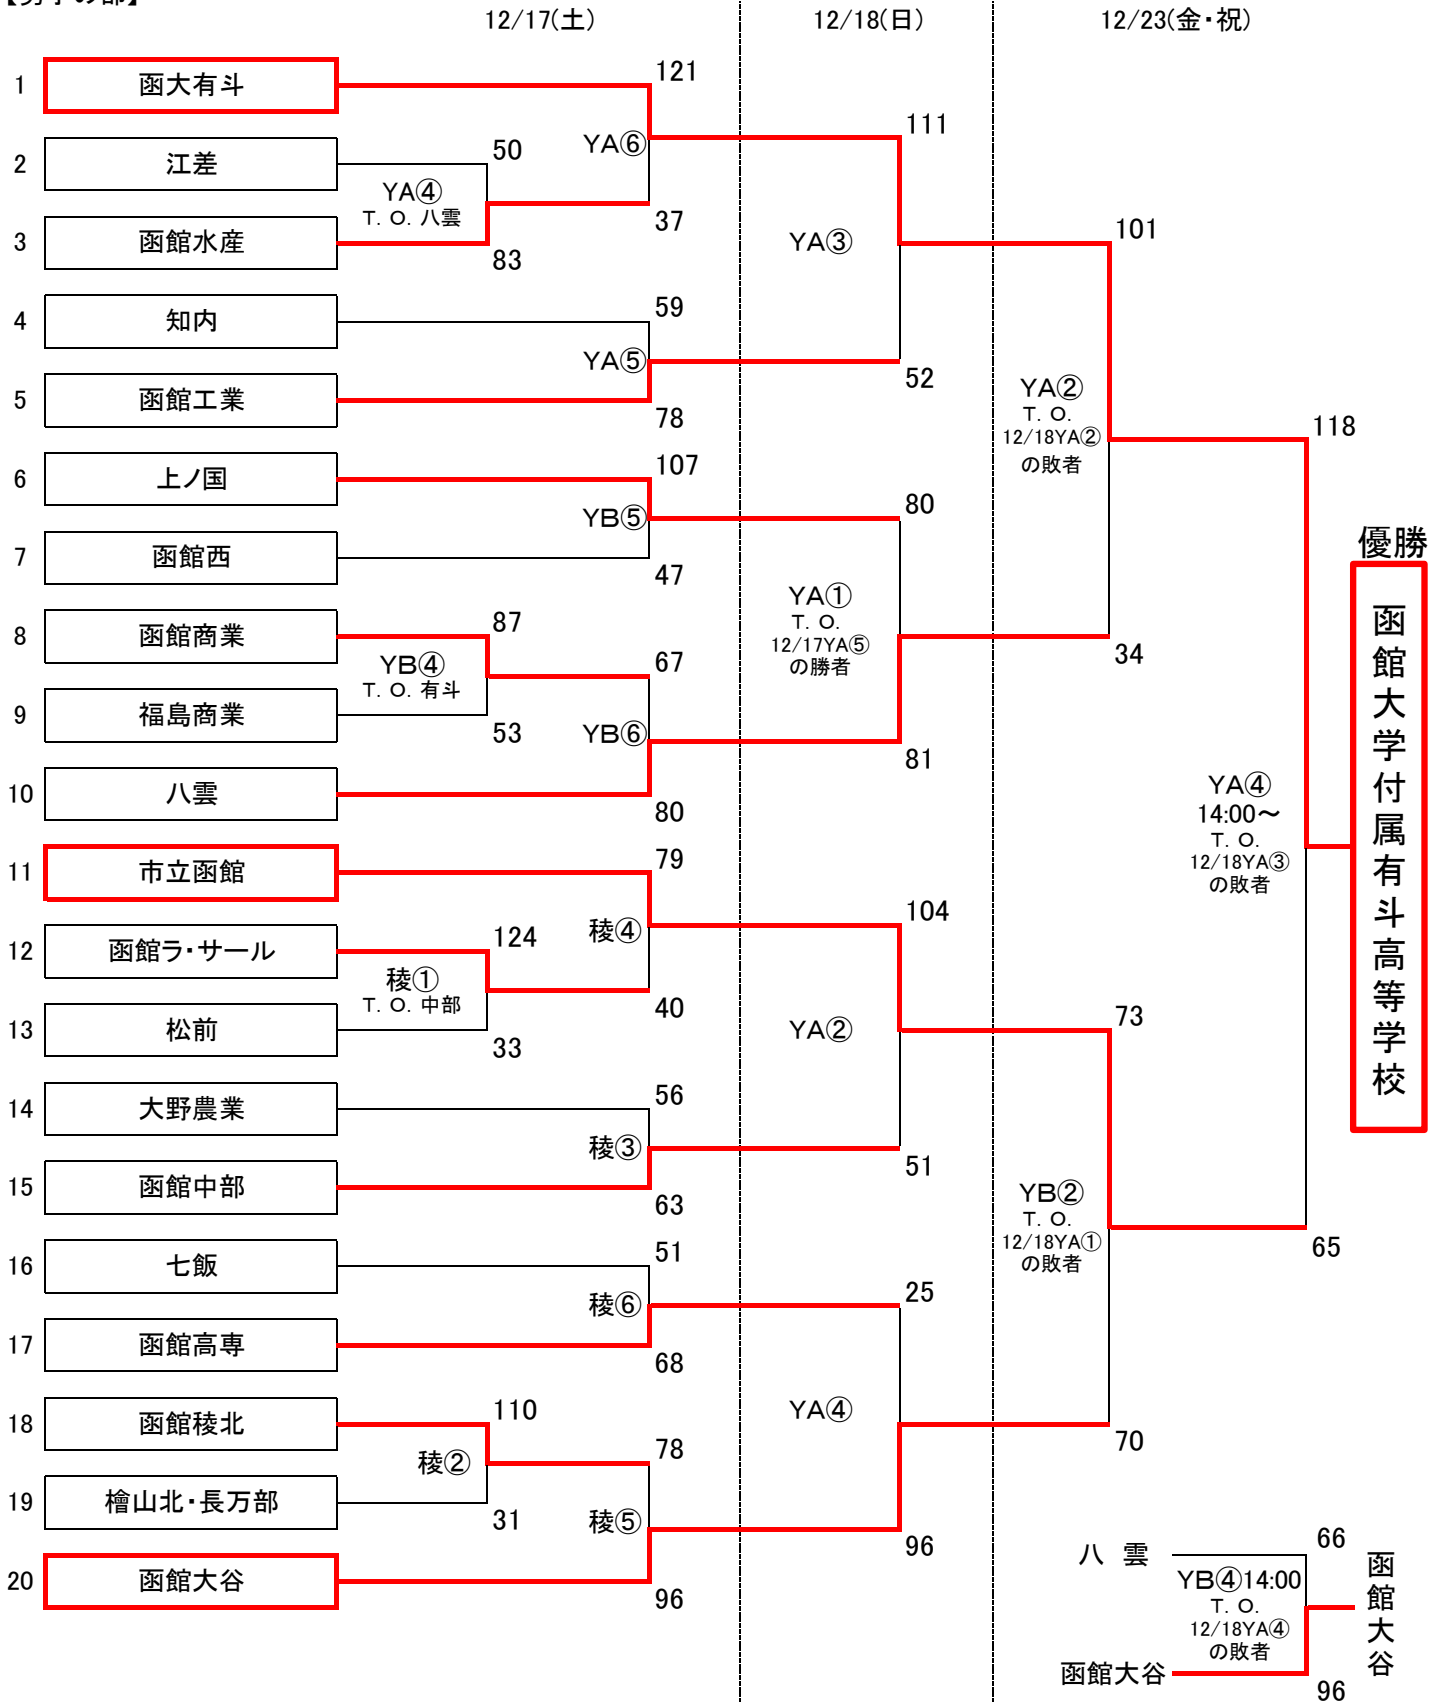 【男子の部】
12/17(土) 12/18(日) 12/23(金・祝)
1 函大有斗 121
2 江差 50 YA⑥ 111
YA④
T. O. 八雲
3 函館水産 83 37 YA③ 101
4 知内 59
YA⑤
5 函館工業 78 52
YA②
T. O.
12/18YA②
の敗者
118
6 上ノ国 107
YB⑤ 80
7 函館西 47
YA①
T. O.
12/17YA⑤
の勝者
8 函館商業 87
YB④
T. O. 有斗
67 34
9 福島商業 53 YB⑥ 81
10 八雲 80
YA④
14:00～
T. O.
12/18YA③
の敗者
優勝
函館大学付属有斗高等学校
11 市立函館 79
稜④ 104
12 函館ラ・サール 124
稜①
T. O. 中部
13 松前 33 40 YA② 73
14 大野農業 56
稜③ 51
15 函館中部 63
YB②
T. O.
12/18YA①
の敗者
65
16 七飯 51
稜⑥ 25
17 函館高専 68
YA④
18 函館稜北 110 70
稜② 78
19 檜山北・長万部 31 稜⑤ 96
20 函館大谷 96
八 雲 66
YB④14:00
T. O.
12/18YA④
の敗者
函館大谷
函館大谷 96